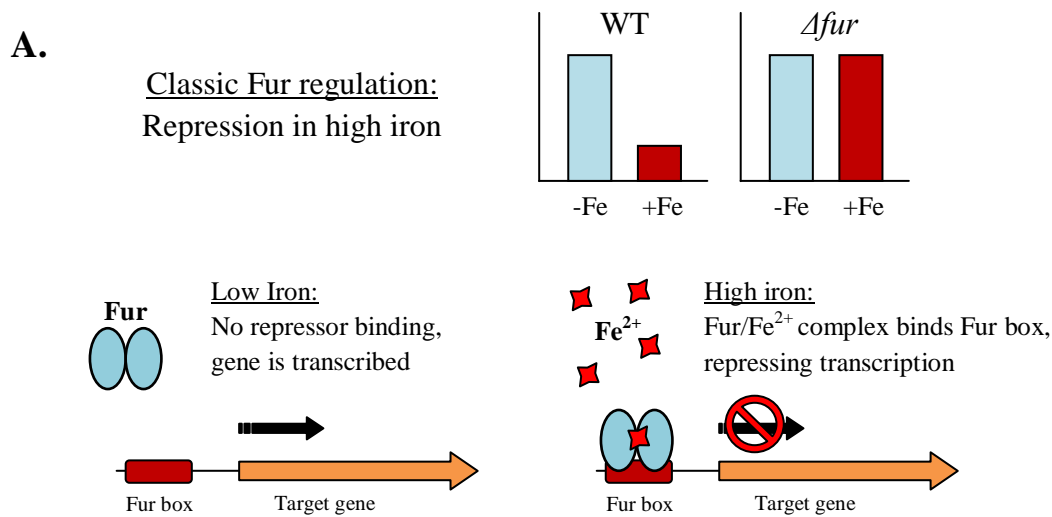 A.
Classic Fur regulation:
Repression in high iron
WT
-Fe +Fe
Δfur
-Fe +Fe
Fur
Low Iron:
No repressor binding,
gene is transcribed
Fur box
Target gene
Fe²⁺
High iron:
Fur/Fe²⁺ complex binds Fur box,
repressing transcription
Fur box
Target gene